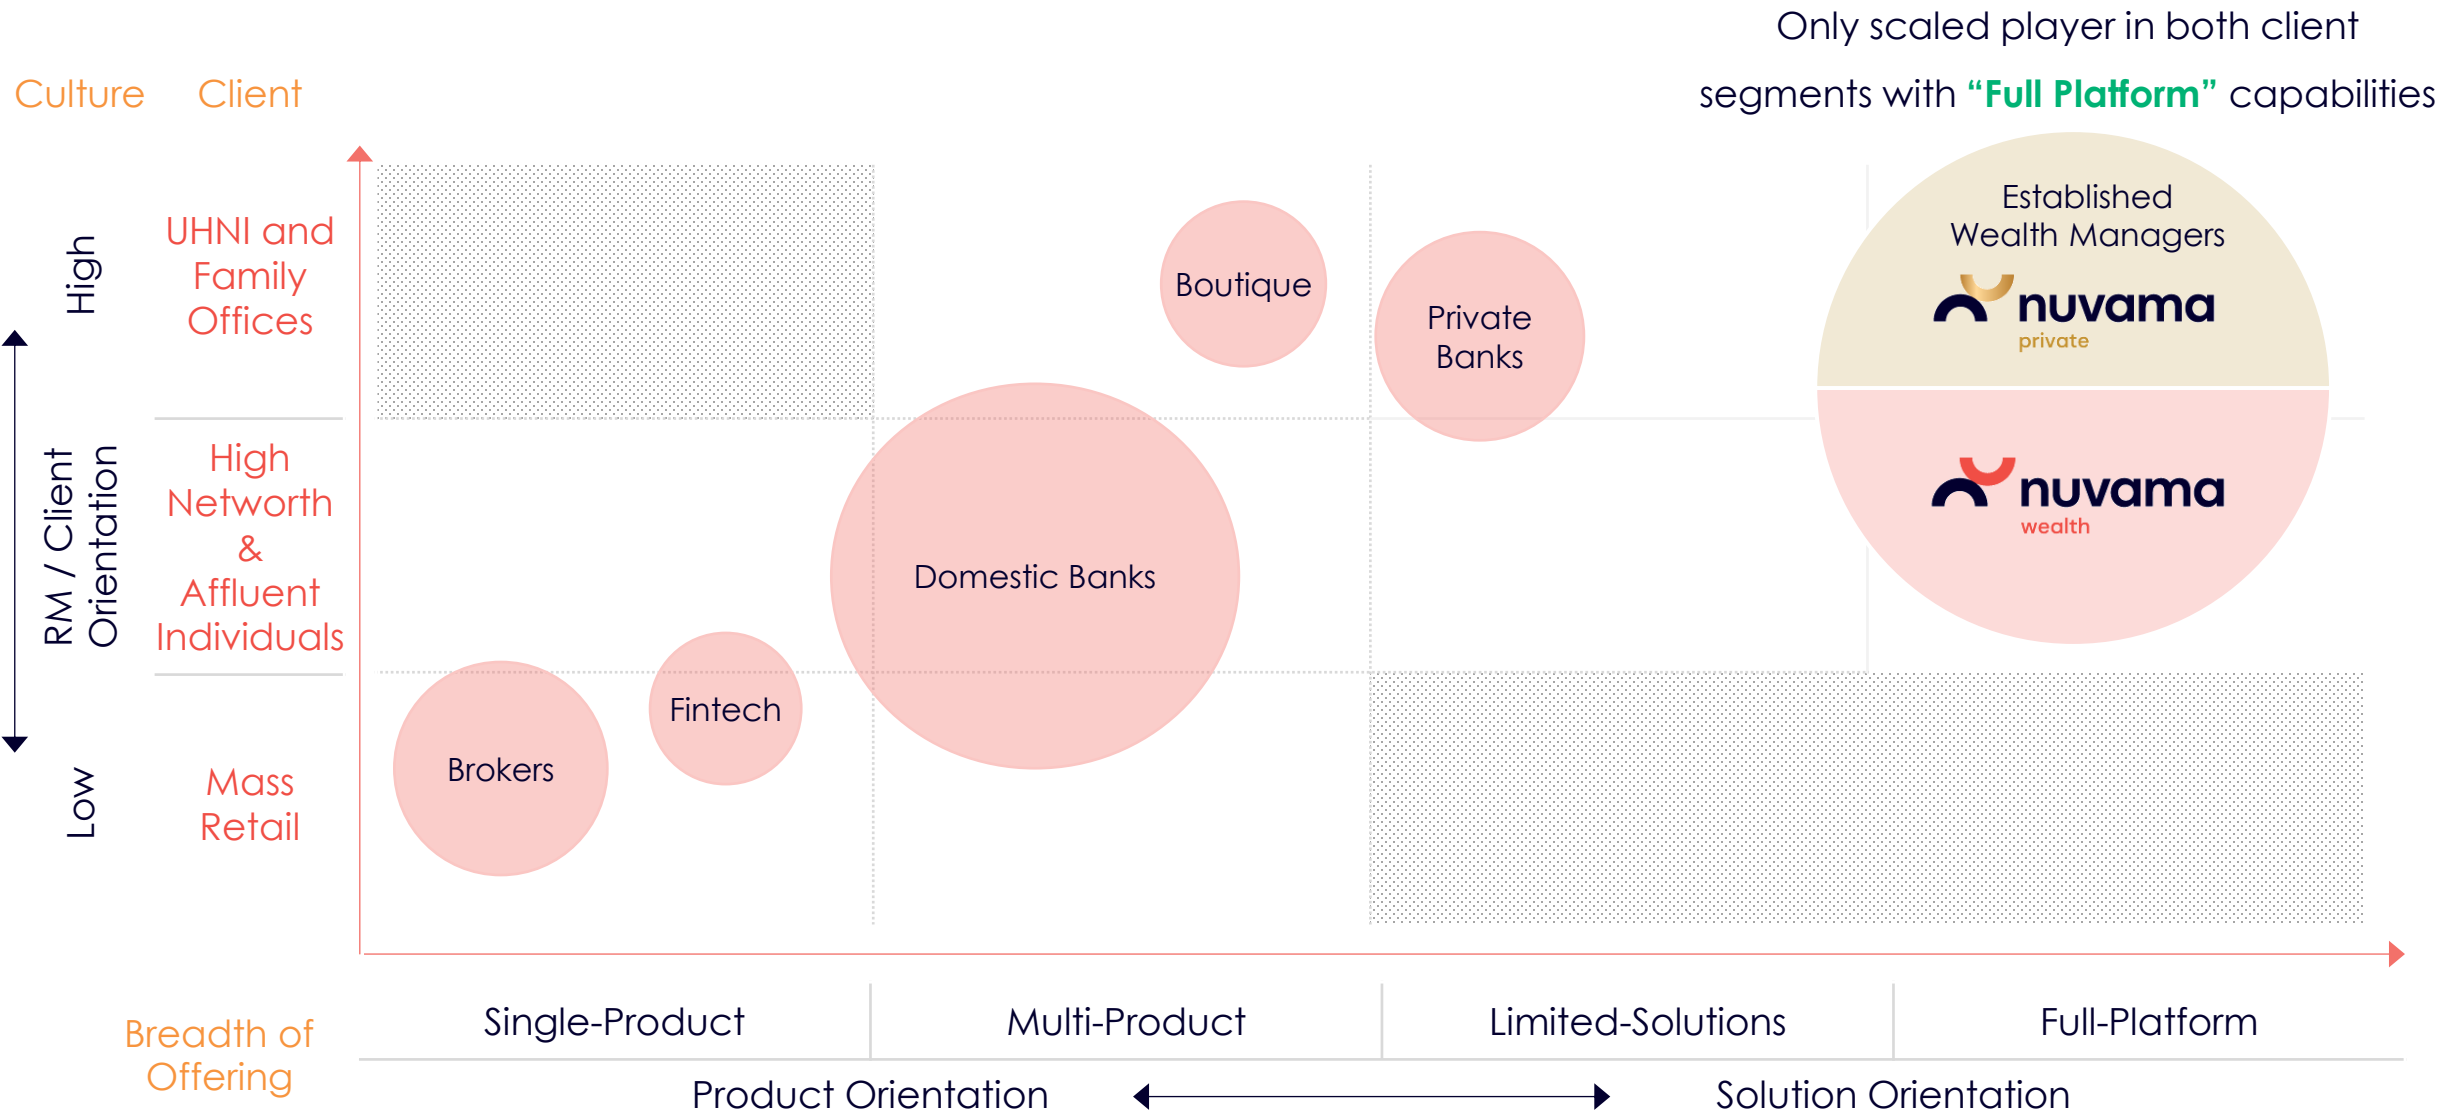 Only scaled player in both client
segments with “Full Platform” capabilities
Culture
Client
High
RM / Client
Orientation
Low
UHNI and
Family
Offices
High
Networth
&
Affluent
Individuals
Mass
Retail
Boutique
Private
Banks
Established
Wealth Managers
nuvama
private
nuvama
wealth
Domestic Banks
Fintech
Brokers
Breadth of
Offering
Single-Product
Multi-Product
Limited-Solutions
Full-Platform
Product Orientation
Solution Orientation